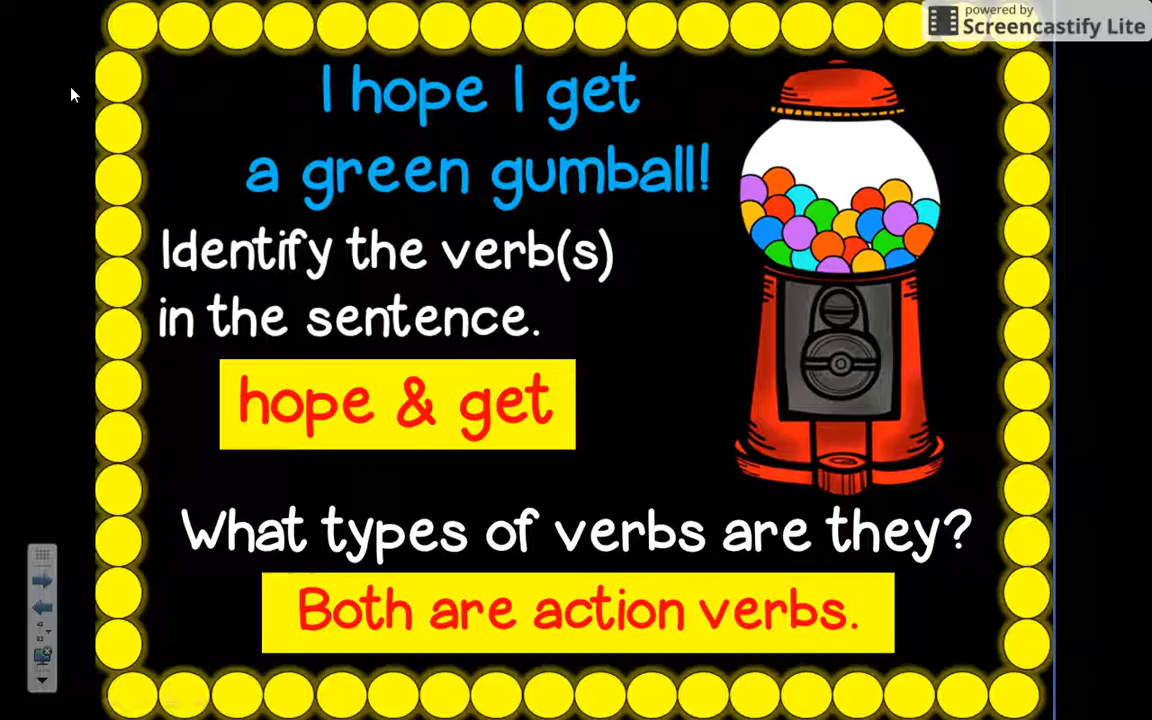 powered by
Screencastify Lite
I hope I get
a green gumball!
Identify the verb(s)
in the sentence.
hope & get
What types of verbs are they?
Both are action verbs.